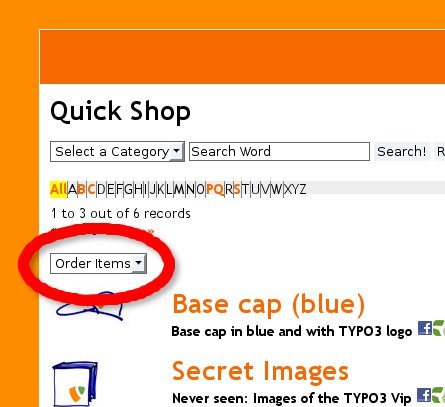 Quick Shop
Select a Category Search Word Search! R
All A B C D E F G H I J K L M N O P Q R S T U V W X Y Z
1 to 3 out of 6 records
Order Items
Base cap (blue)
Base cap in blue and with TYPO3 logo
Secret Images
Never seen: Images of the TYPO3 Vip